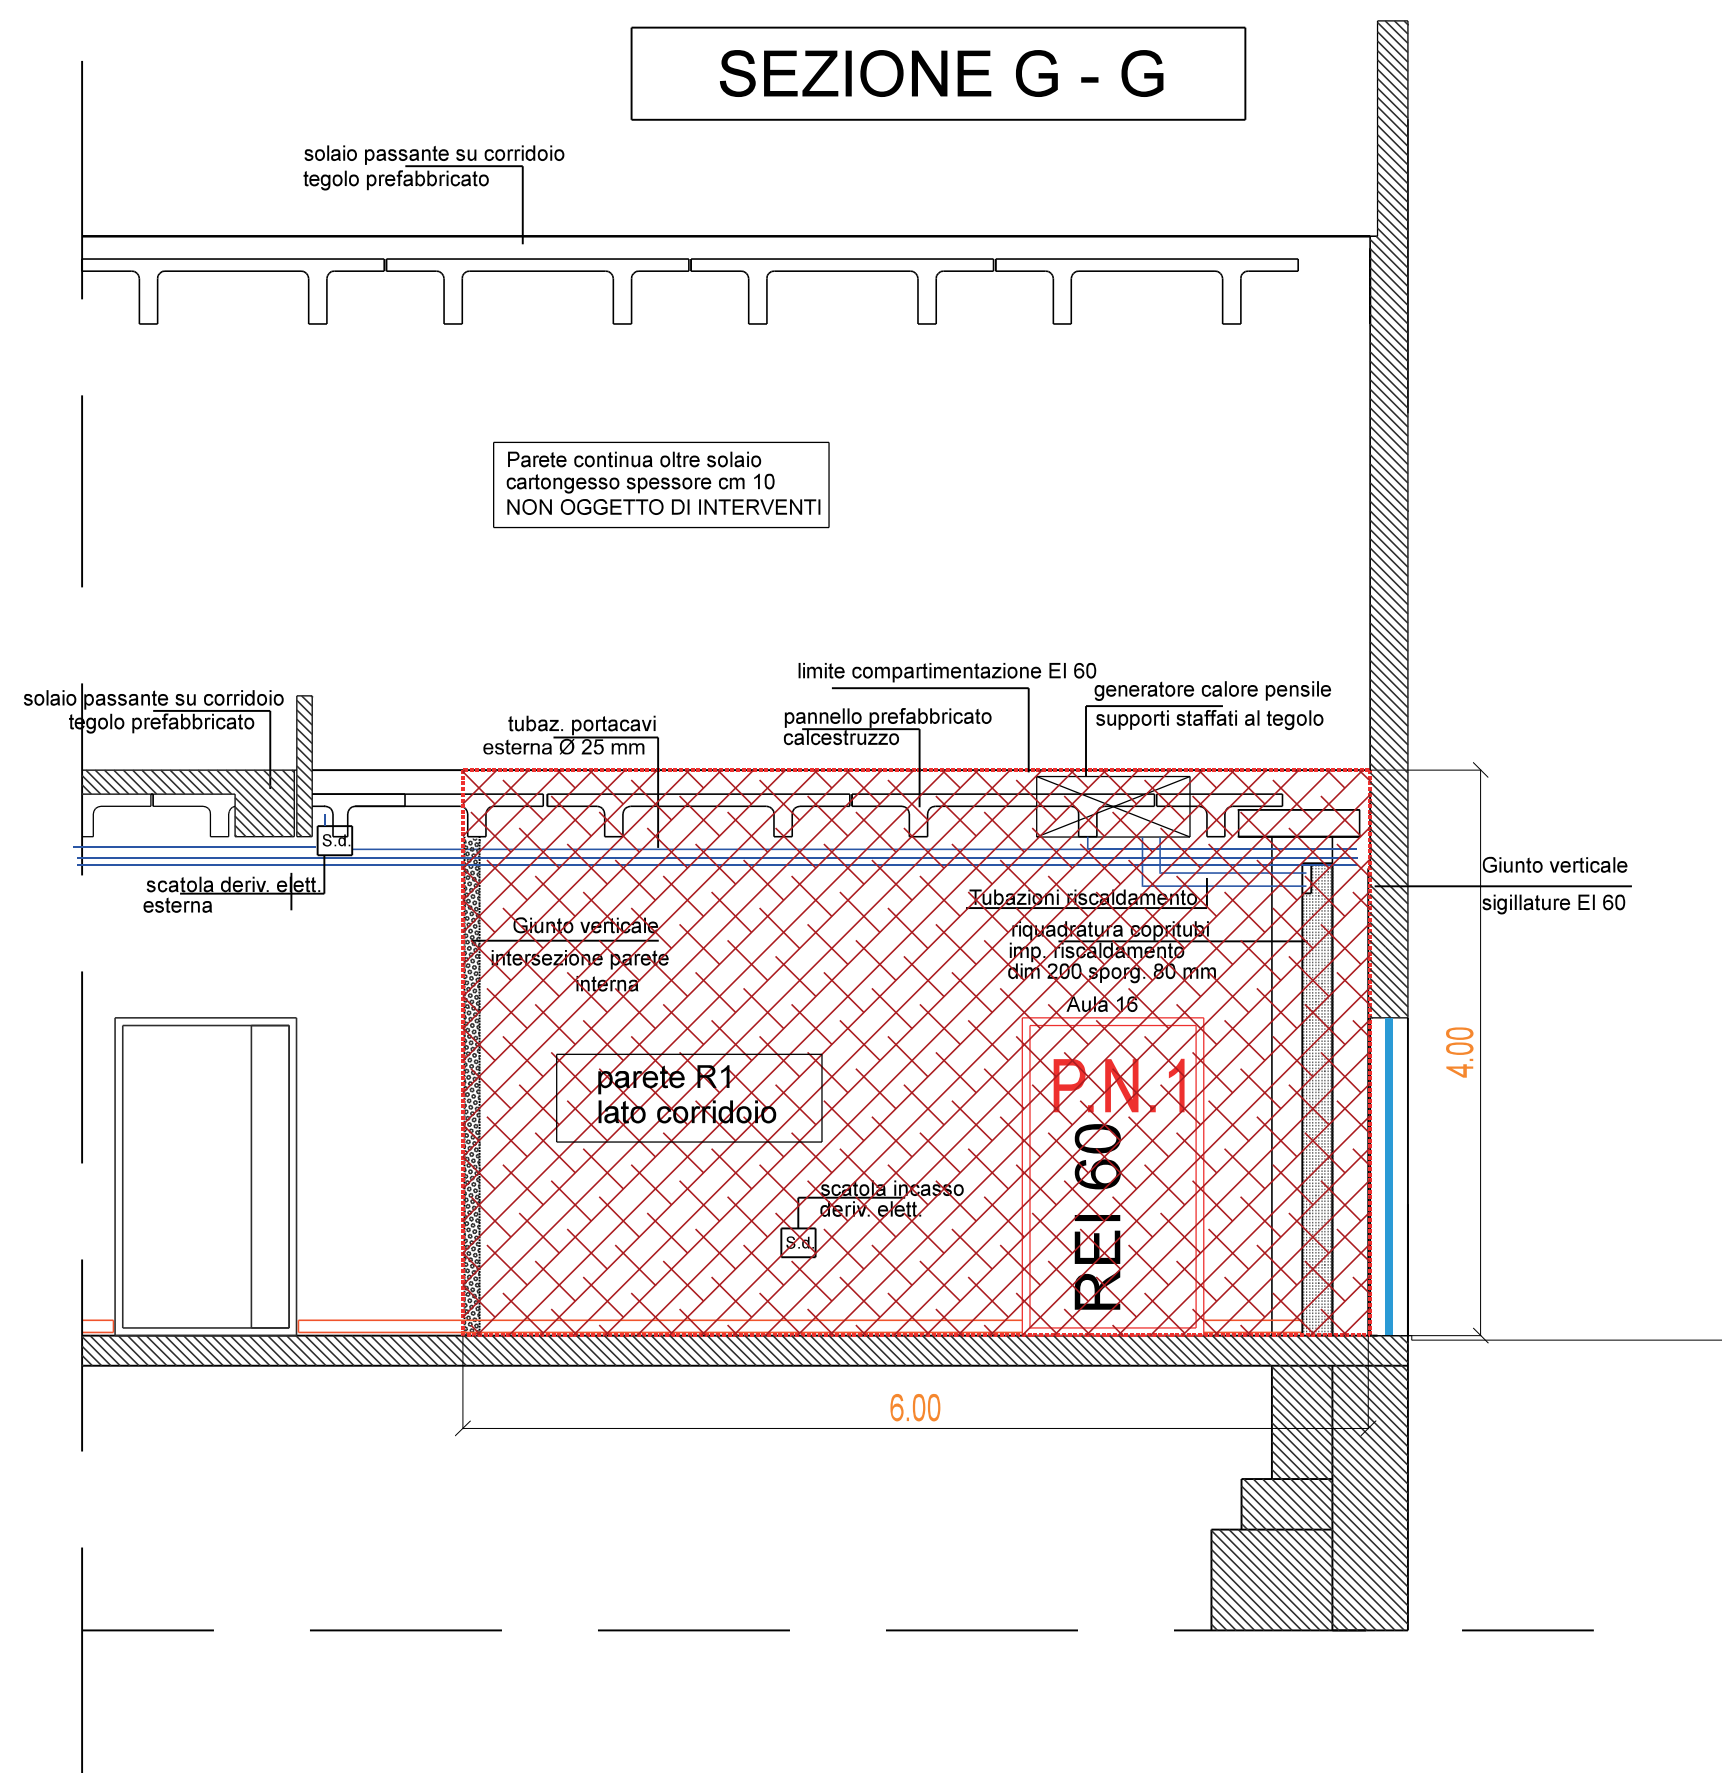 SEZIONE G - G
solaio passante su corridoio
tegolo prefabbricato
Parete continua oltre solaio
cartongesso spessore cm 10
NON OGGETTO DI INTERVENTI
limite compartimentazione EI 60
generatore calore pensile
supporti staffati al tegolo
solaio passante su corridoio
tegolo prefabbricato
tubaz. portacavi
esterna Ø 25 mm
pannello prefabbricato
calcestruzzo
S.d.
scatola deriv. elett.
esterna
Giunto verticale
sigillature EI 60
Tubazioni riscaldamento
Giunto verticale
intersezione parete
interna
riquadratura copritubi
imp. riscaldamento
dim 200 sporg. 80 mm
Aula 16
P.N.1
REI 60
parete R1
lato corridoio
scatola incasso
deriv. elett.
S.d.
4.00
6.00